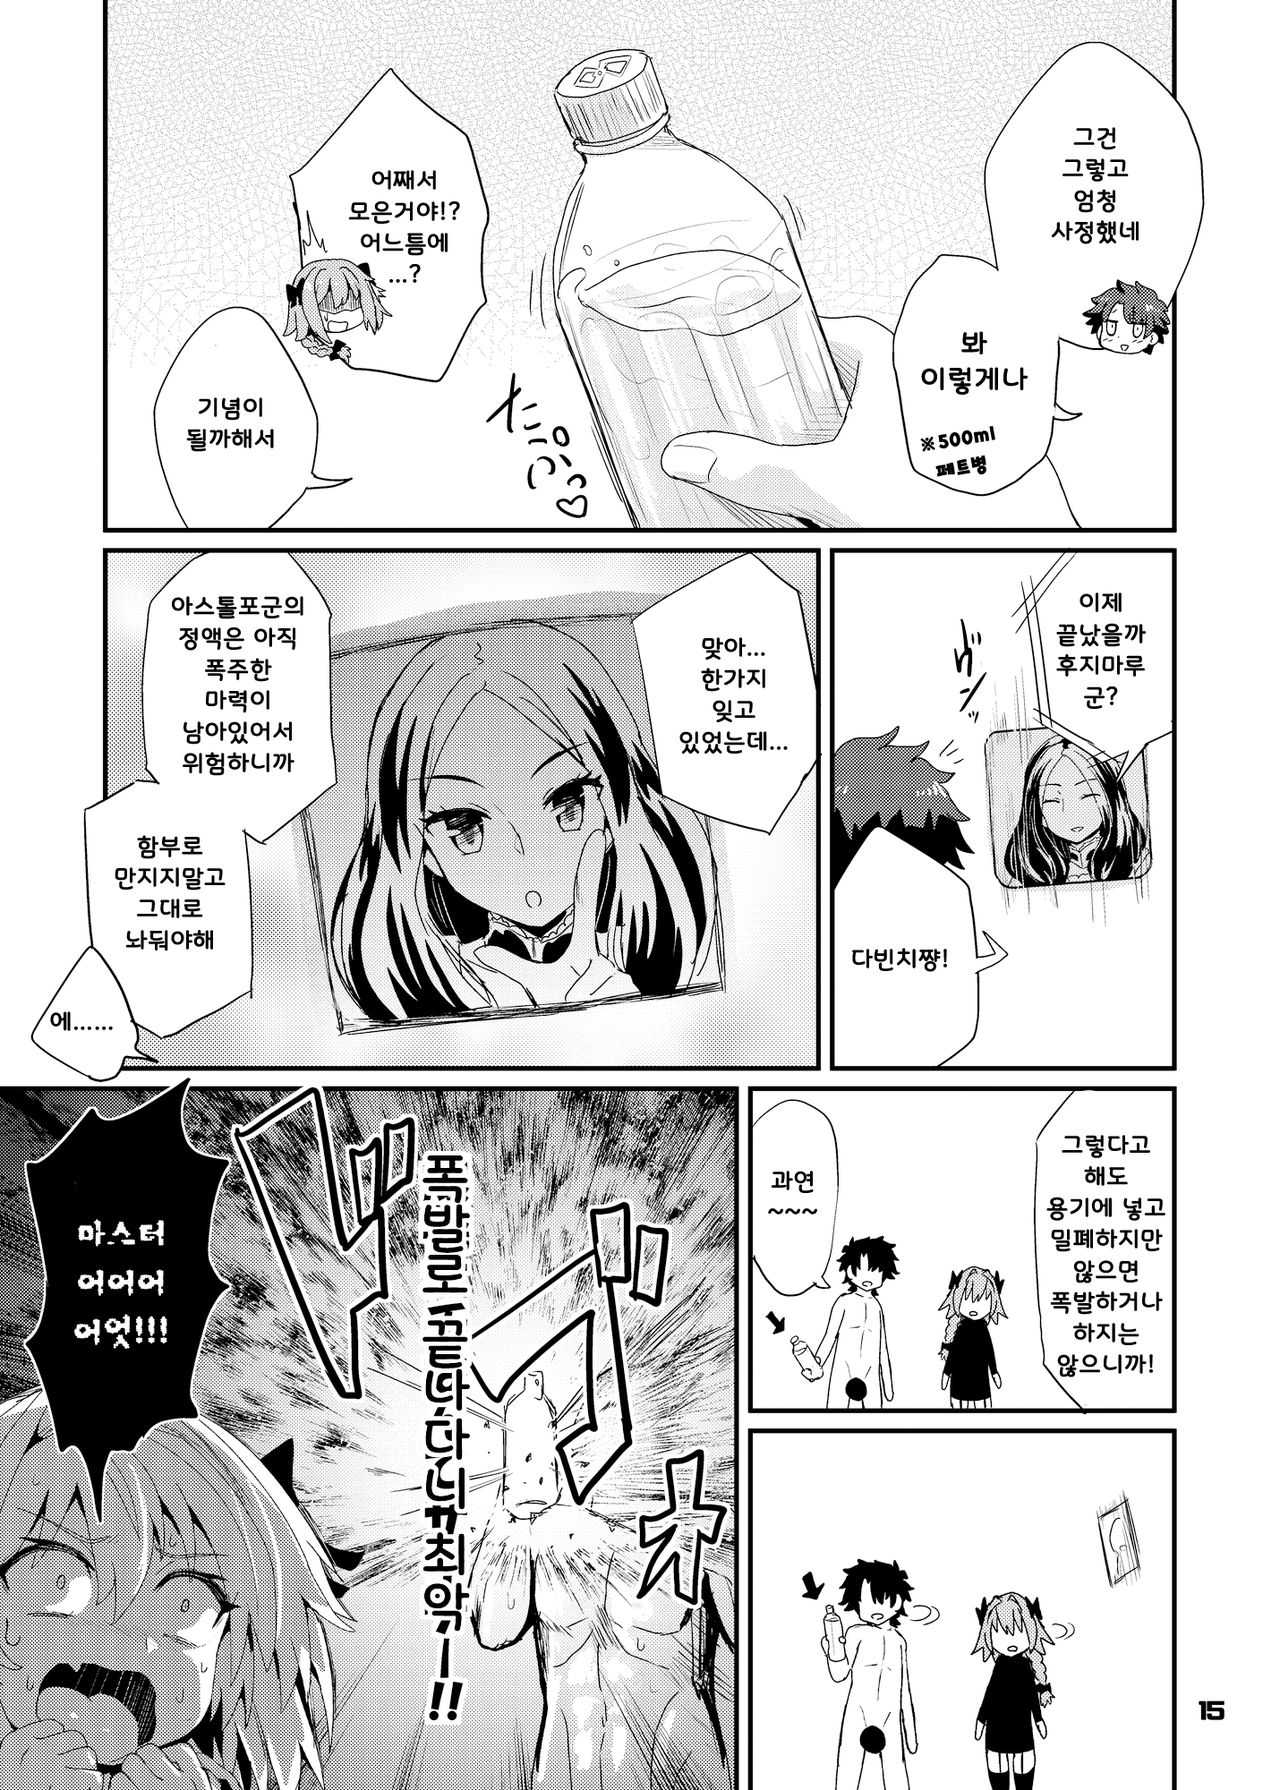 그건
그렇고
엄청
사정했네
봐
이렇게나
※500ml
페트병
어째서
모은거야!?
어느틈에
...?
기념이
될까해서
たぷっ♡
이제
끝났을까
후지마루
군?
다빈치쨩!
맞아...
한가지
잊고
있었는데...
아스톨포군의
정액은 아직
폭주한
마력이
남아있어서
위험하니까
함부로
만지지말고
그대로
놔둬야해
에......
그렇다고
해도
용기에 넣고
밀폐하지만
않으면
폭발하거나
하지는
않으니까!
과연
~~~
폭발로 끝따니 최악ー!!
마스터
어어어
어엇!!!
15